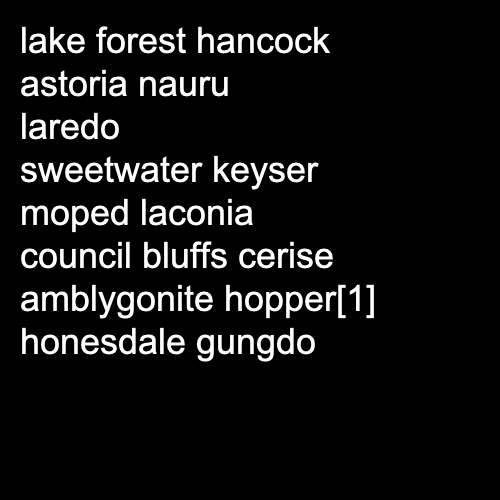 lake forest hancock
astoria nauru
laredo
sweetwater keyser
moped laconia
council bluffs cerise
amblygonite hopper[1]
honesdale gungdo